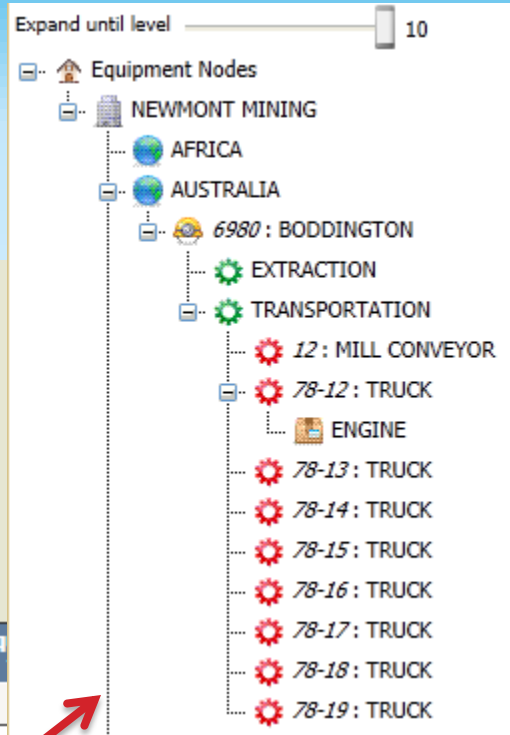 Expand until level 10
Equipment Nodes
NEWMONT MINING
AFRICA
AUSTRALIA
6980 : BODDINGTON
EXTRACTION
TRANSPORTATION
12 : MILL CONVEYOR
78-12 : TRUCK
ENGINE
78-13 : TRUCK
78-14 : TRUCK
78-15 : TRUCK
78-16 : TRUCK
78-17 : TRUCK
78-18 : TRUCK
78-19 : TRUCK